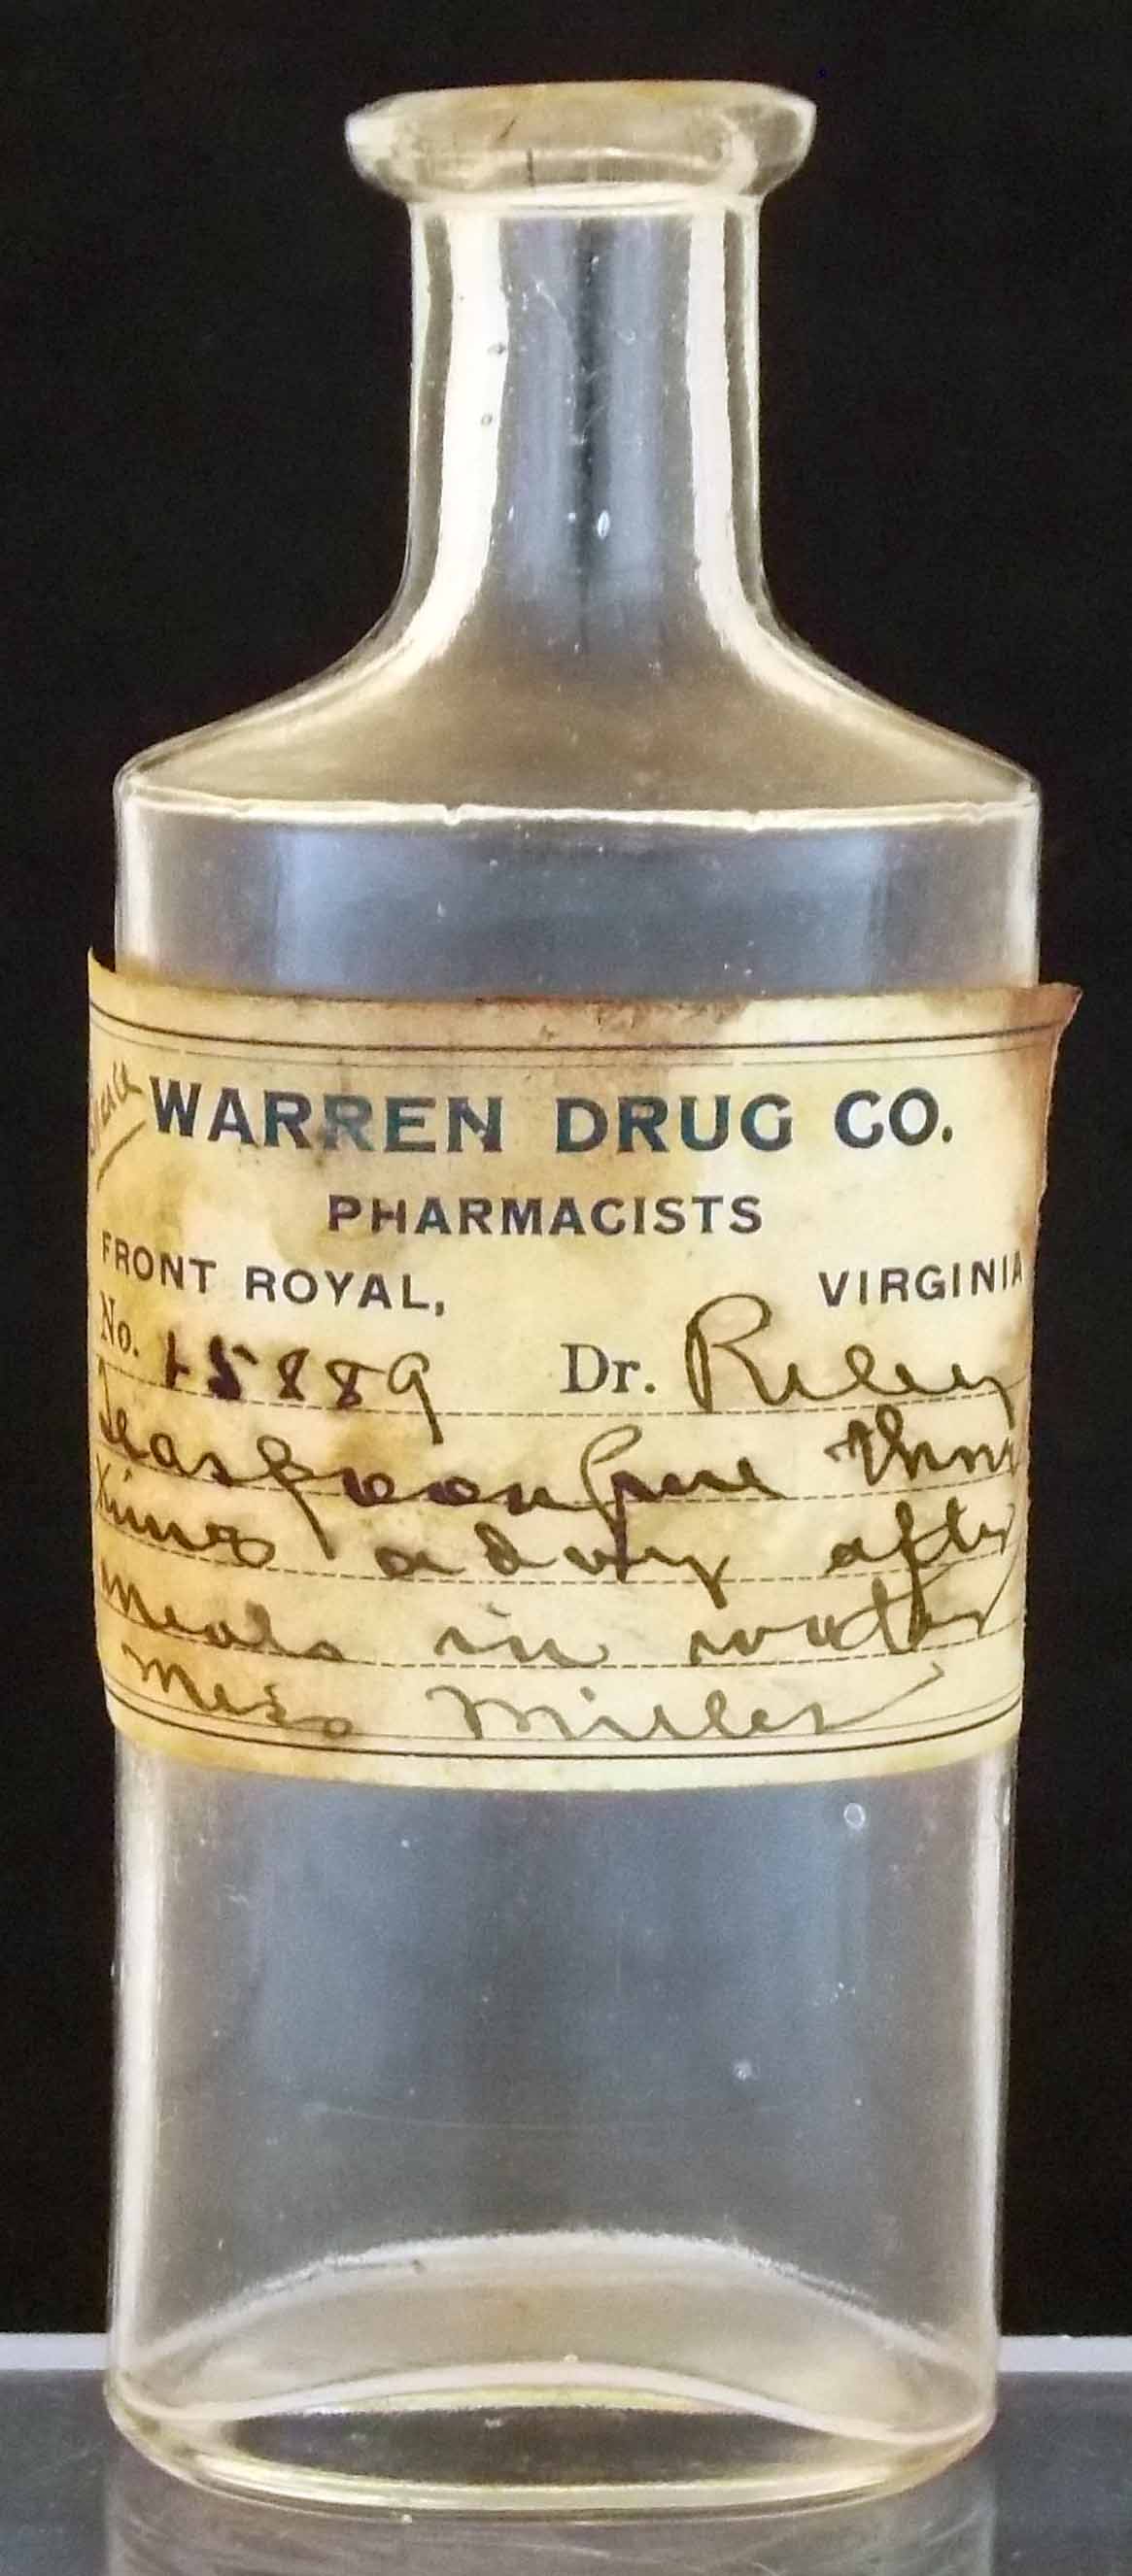 WARREN DRUG CO.
PHARMACISTS
FRONT ROYAL, VIRGINIA
No. 15889 Dr. Riley
Teaspoonful three
times a day after
meals in water
Miss Miller